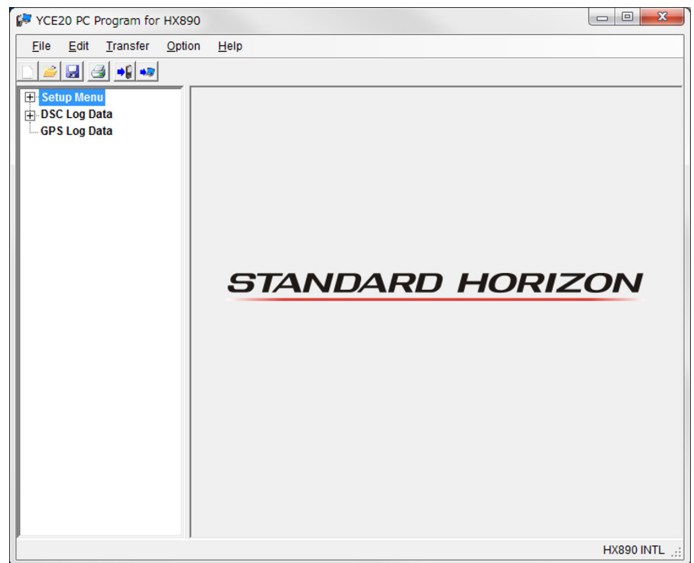 YCE20 PC Program for HX890
File Edit Transfer Option Help
Setup Menu
DSC Log Data
GPS Log Data
STANDARD HORIZON
HX890 INTL